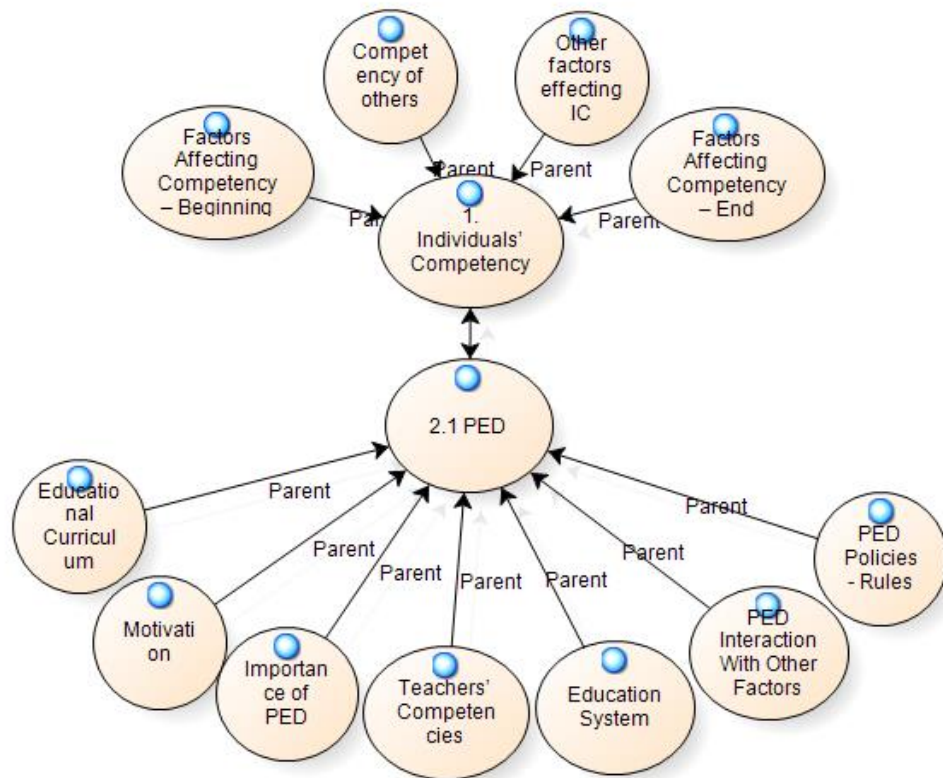 Compet
ency of
others
Other
factors
effecting
IC
Factors
Affecting
Competency
– Beginning
Factors
Affecting
Competency
– End
Parent
Parent
Parent
1.
Individuals'
Competency
2.1 PED
Educatio
nal
Curricul
um
Parent
Parent
PED
Policies
- Rules
Motivati
on
Parent
Parent
Parent
Parent
Parent
Importan
ce of
PED
Teachers'
Competen
cies
Education
System
PED
Interaction
With Other
Factors